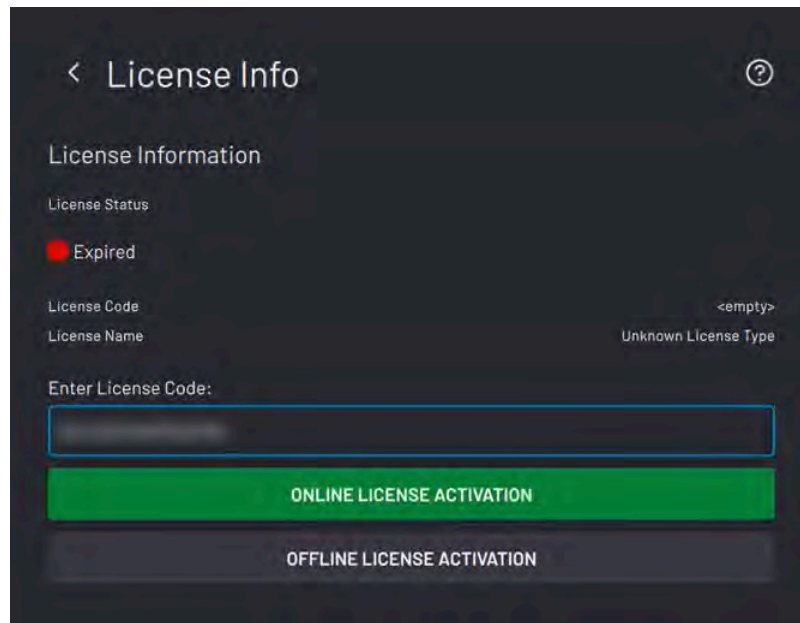 License Info
License Information
License Status
Expired
License Code <empty>
License Name Unknown License Type
Enter License Code:
ONLINE LICENSE ACTIVATION
OFFLINE LICENSE ACTIVATION